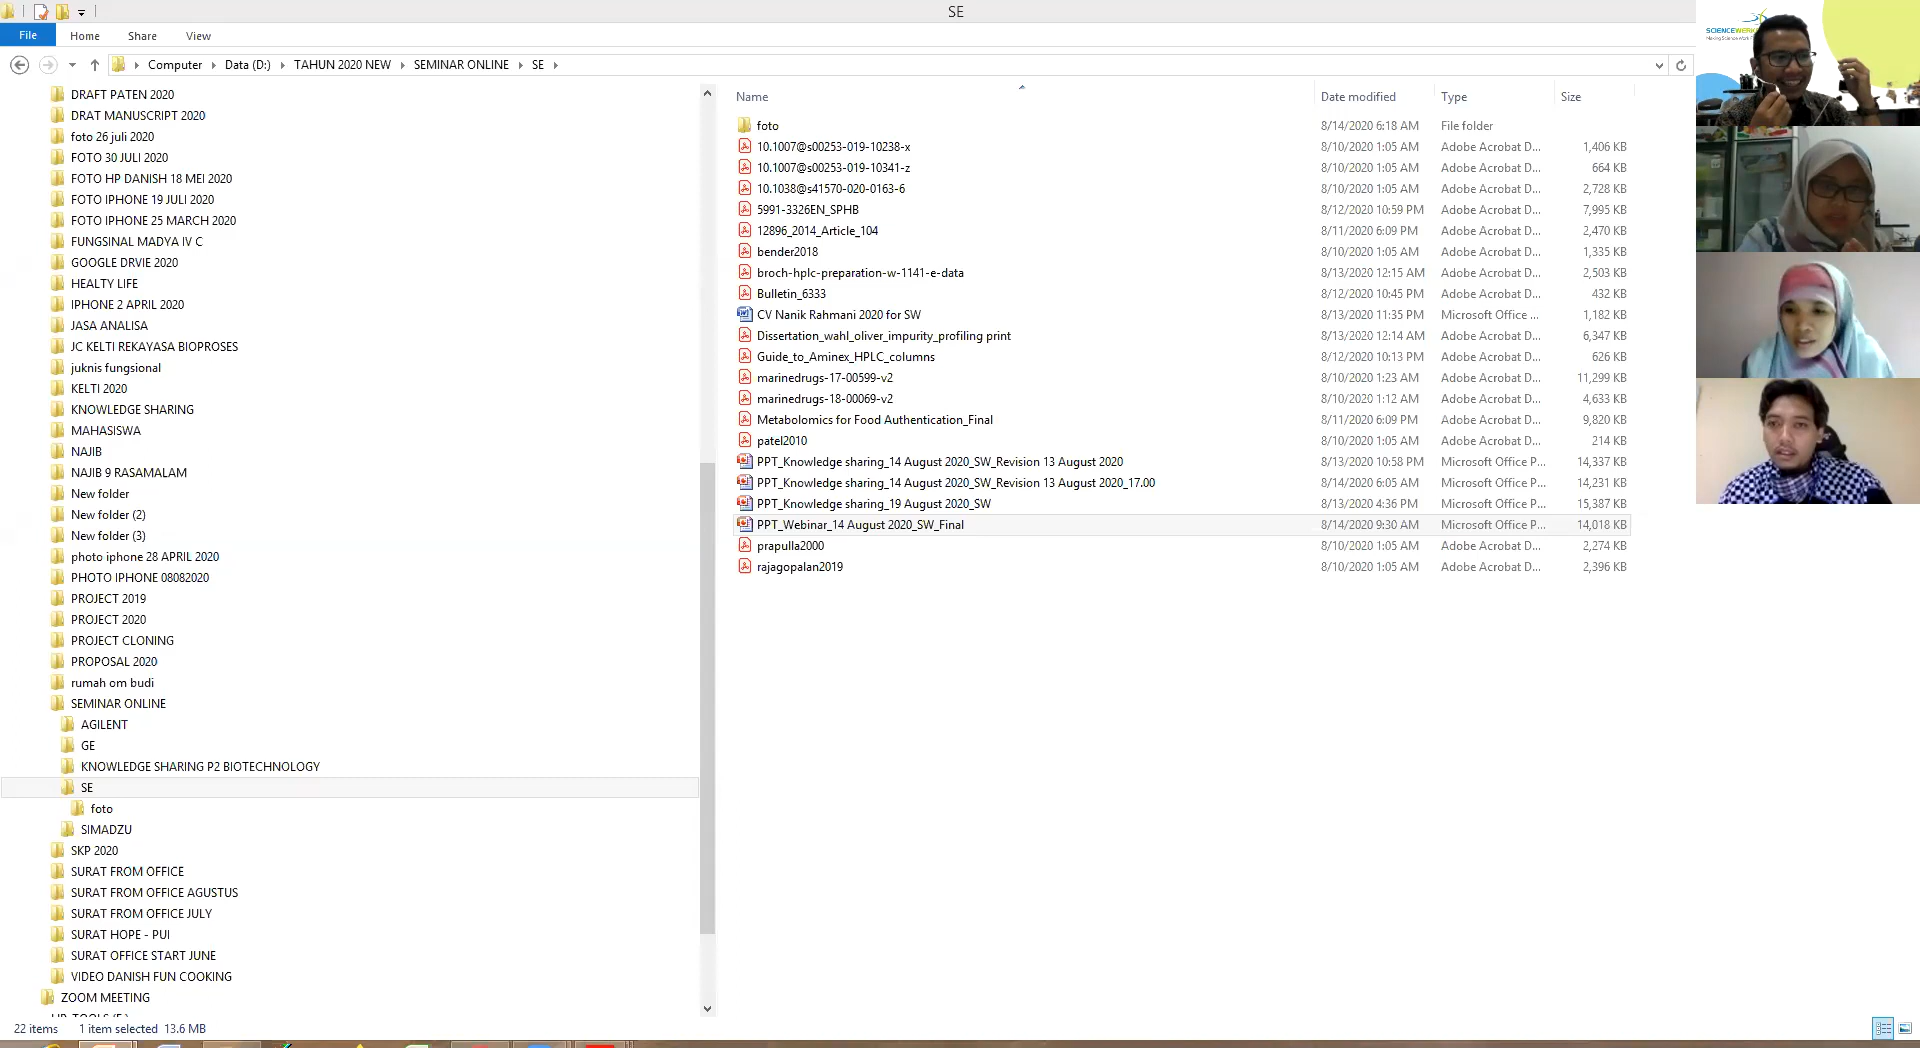 SE
File
Home
Share
View
Computer
Data (D:)
TAHUN 2020 NEW
SEMINAR ONLINE
SE
DRAFT PATEN 2020
DRAT MANUSCRIPT 2020
foto 26 juli 2020
FOTO 30 JULI 2020
FOTO HP DANISH 18 MEI 2020
FOTO IPHONE 19 JULI 2020
FOTO IPHONE 25 MARCH 2020
FUNGSINAL MADYA IV C
GOOGLE DRVIE 2020
HEALTY LIFE
IPHONE 2 APRIL 2020
JASA ANALISA
JC KELTI REKAYASA BIOPROSES
juknis fungsional
KELTI 2020
KNOWLEDGE SHARING
MAHASISWA
NAJIB
NAJIB 9 RASAMALAM
New folder
New folder (2)
New folder (3)
photo iphone 28 APRIL 2020
PHOTO IPHONE 08082020
PROJECT 2019
PROJECT 2020
PROJECT CLONING
PROPOSAL 2020
rumah om budi
SEMINAR ONLINE
AGILENT
GE
KNOWLEDGE SHARING P2 BIOTECHNOLOGY
SE
foto
SIMADZU
SKP 2020
SURAT FROM OFFICE
SURAT FROM OFFICE AGUSTUS
SURAT FROM OFFICE JULY
SURAT HOPE - PUI
SURAT OFFICE START JUNE
VIDEO DANISH FUN COOKING
ZOOM MEETING
Name Date modified Type Size
foto 8/14/2020 6:18 AM File folder
10.1007@s00253-019-10238-x 8/10/2020 1:05 AM Adobe Acrobat D... 1,406 KB
10.1007@s00253-019-10341-z 8/10/2020 1:05 AM Adobe Acrobat D... 664 KB
10.1038@s41570-020-0163-6 8/10/2020 1:05 AM Adobe Acrobat D... 2,728 KB
5991-3326EN_SPHB 8/12/2020 10:59 PM Adobe Acrobat D... 7,995 KB
12896_2014_Article_104 8/11/2020 6:09 PM Adobe Acrobat D... 2,470 KB
bender2018 8/10/2020 1:05 AM Adobe Acrobat D... 1,335 KB
broch-hplc-preparation-w-1141-e-data 8/13/2020 12:15 AM Adobe Acrobat D... 2,503 KB
Bulletin_6333 8/12/2020 10:45 PM Adobe Acrobat D... 432 KB
CV Nanik Rahmani 2020 for SW 8/13/2020 11:35 PM Microsoft Office ... 1,182 KB
Dissertation_wahl_oliver_impurity_profiling print 8/13/2020 12:14 AM Adobe Acrobat D... 6,347 KB
Guide_to_Aminex_HPLC_columns 8/12/2020 10:13 PM Adobe Acrobat D... 626 KB
marinedrugs-17-00599-v2 8/10/2020 1:23 AM Adobe Acrobat D... 11,299 KB
marinedrugs-18-00069-v2 8/10/2020 1:12 AM Adobe Acrobat D... 4,633 KB
Metabolomics for Food Authentication_Final 8/11/2020 6:09 PM Adobe Acrobat D... 9,820 KB
patel2010 8/10/2020 1:05 AM Adobe Acrobat D... 214 KB
PPT_Knowledge sharing_14 August 2020_SW_Revision 13 August 2020 8/13/2020 10:58 PM Microsoft Office P... 14,337 KB
PPT_Knowledge sharing_14 August 2020_SW_Revision 13 August 2020_17.00 8/14/2020 6:05 AM Microsoft Office P... 14,231 KB
PPT_Knowledge sharing_19 August 2020_SW 8/13/2020 4:36 PM Microsoft Office P... 15,387 KB
PPT_Webinar_14 August 2020_SW_Final 8/14/2020 9:30 AM Microsoft Office P... 14,018 KB
prapulla2000 8/10/2020 1:05 AM Adobe Acrobat D... 2,274 KB
rajagopalan2019 8/10/2020 1:05 AM Adobe Acrobat D... 2,396 KB
22 items 1 item selected 13.6 MB